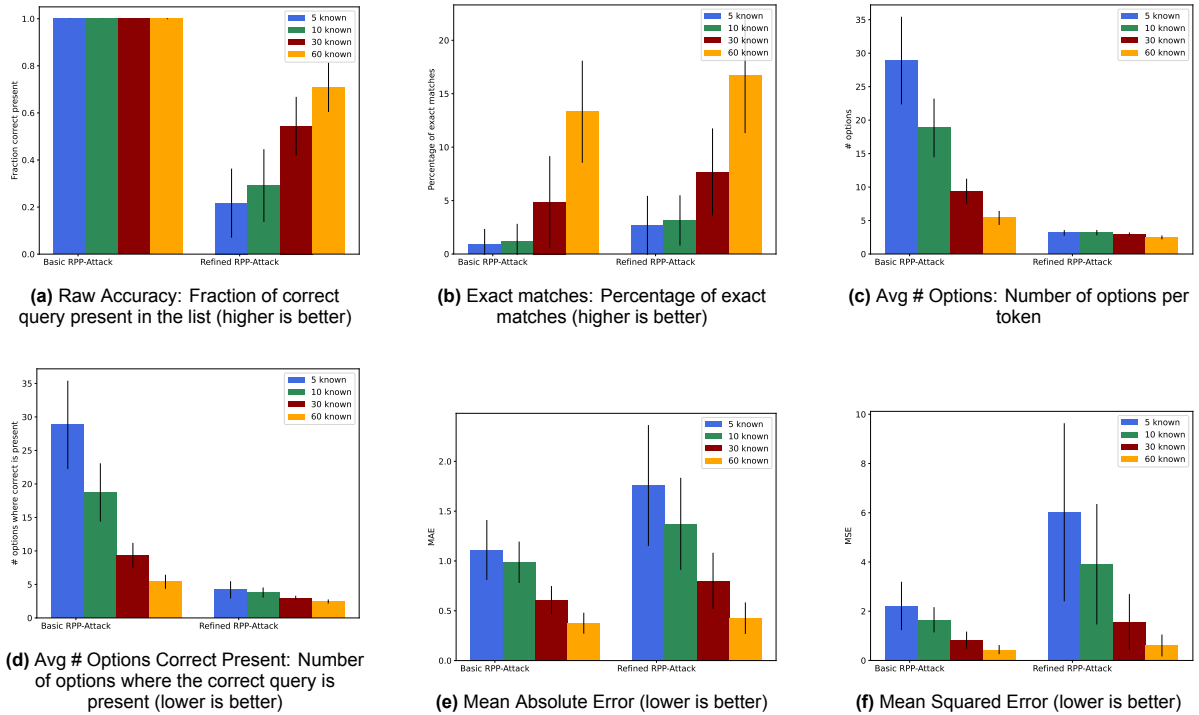 1.0
0.8
0.6
0.4
0.2
0.0
Fraction correct present
Basic RPP-Attack
Refined RPP-Attack
5 known
10 known
30 known
60 known
(a) Raw Accuracy: Fraction of correct
query present in the list (higher is better)
20
15
10
5
0
Percentage of exact matches
Basic RPP-Attack
Refined RPP-Attack
5 known
10 known
30 known
60 known
(b) Exact matches: Percentage of exact
matches (higher is better)
35
30
25
20
15
10
5
0
# options
Basic RPP-Attack
Refined RPP-Attack
5 known
10 known
30 known
60 known
(c) Avg # Options: Number of options per
token
35
30
25
20
15
10
5
0
# options where correct is present
Basic RPP-Attack
Refined RPP-Attack
5 known
10 known
30 known
60 known
(d) Avg # Options Correct Present: Number
of options where the correct query is
present (lower is better)
2.0
1.5
1.0
0.5
0.0
MAE
Basic RPP-Attack
Refined RPP-Attack
5 known
10 known
30 known
60 known
(e) Mean Absolute Error (lower is better)
10
8
6
4
2
0
MSE
Basic RPP-Attack
Refined RPP-Attack
5 known
10 known
30 known
60 known
(f) Mean Squared Error (lower is better)